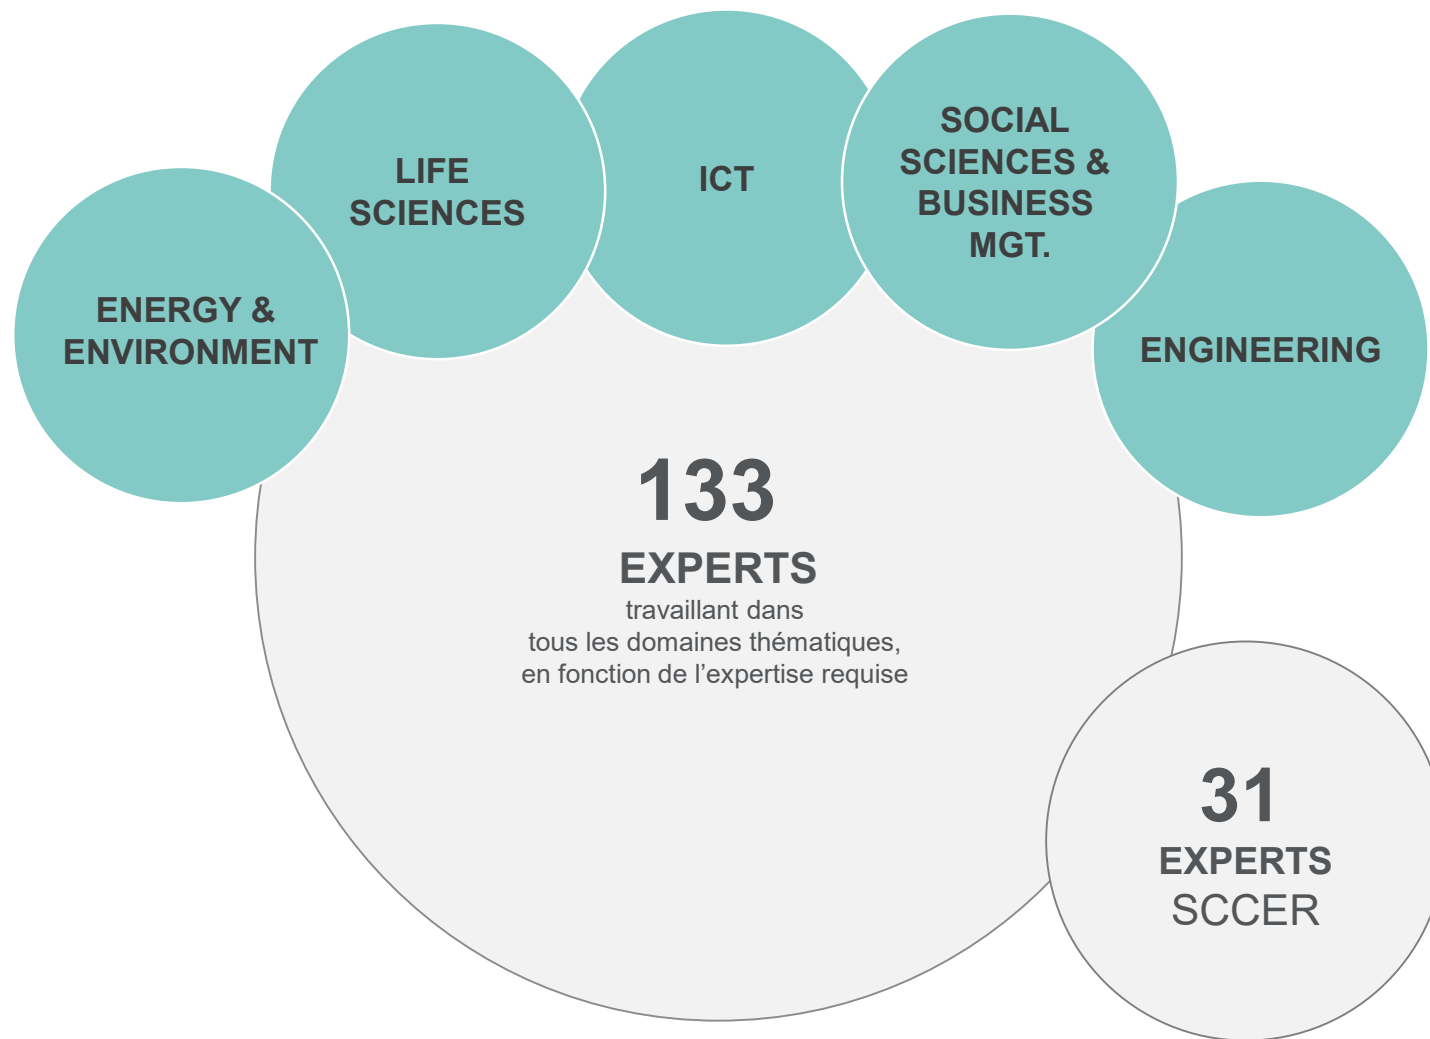 ENERGY &
ENVIRONMENT
LIFE
SCIENCES
ICT
SOCIAL
SCIENCES &
BUSINESS
MGT.
ENGINEERING
133
EXPERTS
travaillant dans
tous les domaines thématiques,
en fonction de l’expertise requise
31
EXPERTS
SCCER